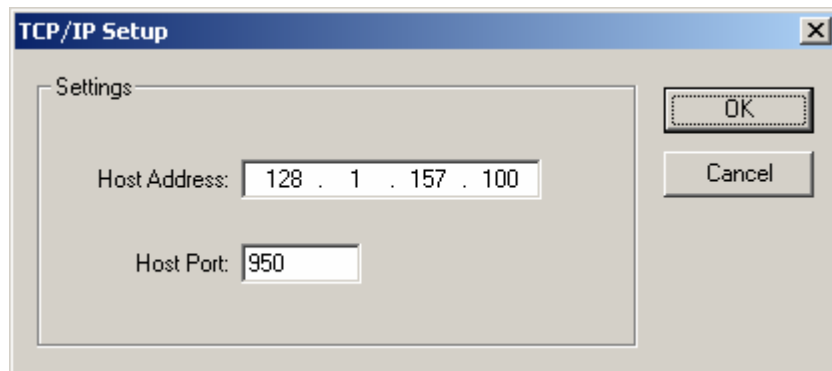 TCP/IP Setup
Settings
OK
Host Address: 128 . 1 . 157 . 100
Cancel
Host Port: 950